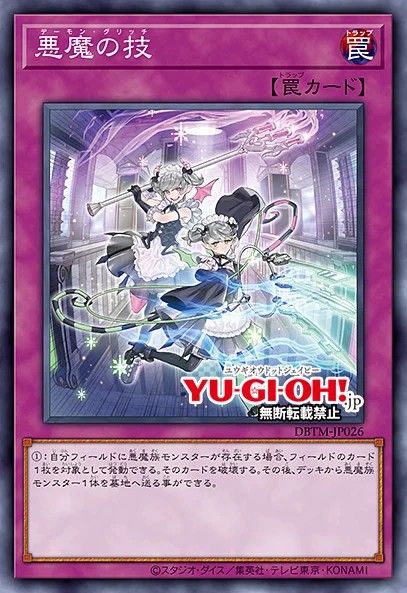 デーモン・グリッチ
悪魔の技
トラップ
罠
トラップ
【罠カード】
ユウギオウドットジェイピー
YU-GI-OH!.jp
無断転載禁止
DBTM-JP026
①：自分フィールドに悪魔族モンスターが存在する場合、フィールドのカード
１枚を対象として発動できる。そのカードを破壊する。その後、デッキから悪魔族
モンスター１体を墓地へ送る事ができる。
©スタジオ・ダイス／集英社・テレビ東京・KONAMI